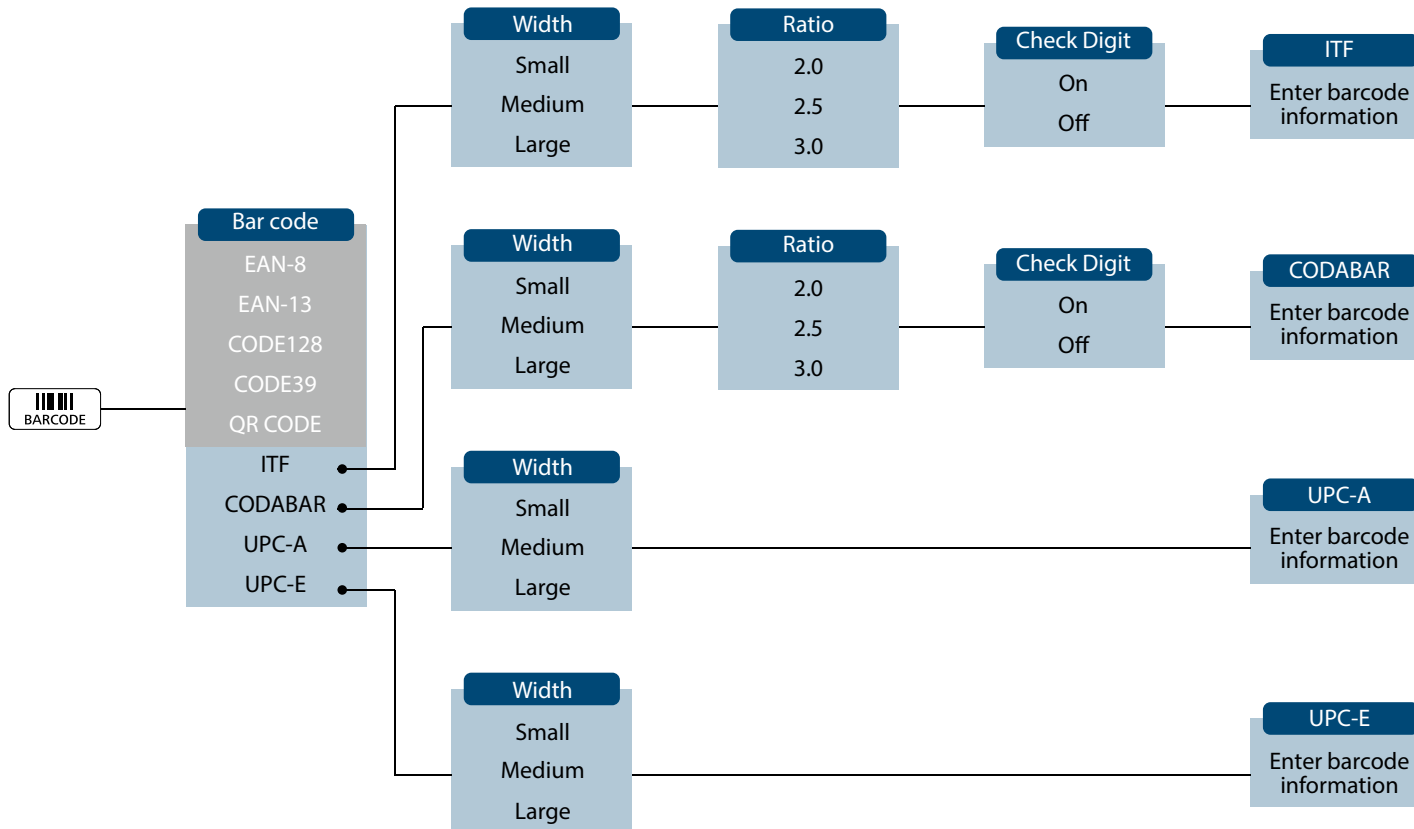 BARCODE
Bar code
EAN-8
EAN-13
CODE128
CODE39
QR CODE
ITF
CODABAR
UPC-A
UPC-E
Width
Small
Medium
Large
Ratio
2.0
2.5
3.0
Check Digit
On
Off
ITF
Enter barcode
information
Width
Small
Medium
Large
Ratio
2.0
2.5
3.0
Check Digit
On
Off
CODABAR
Enter barcode
information
Width
Small
Medium
Large
UPC-A
Enter barcode
information
Width
Small
Medium
Large
UPC-E
Enter barcode
information